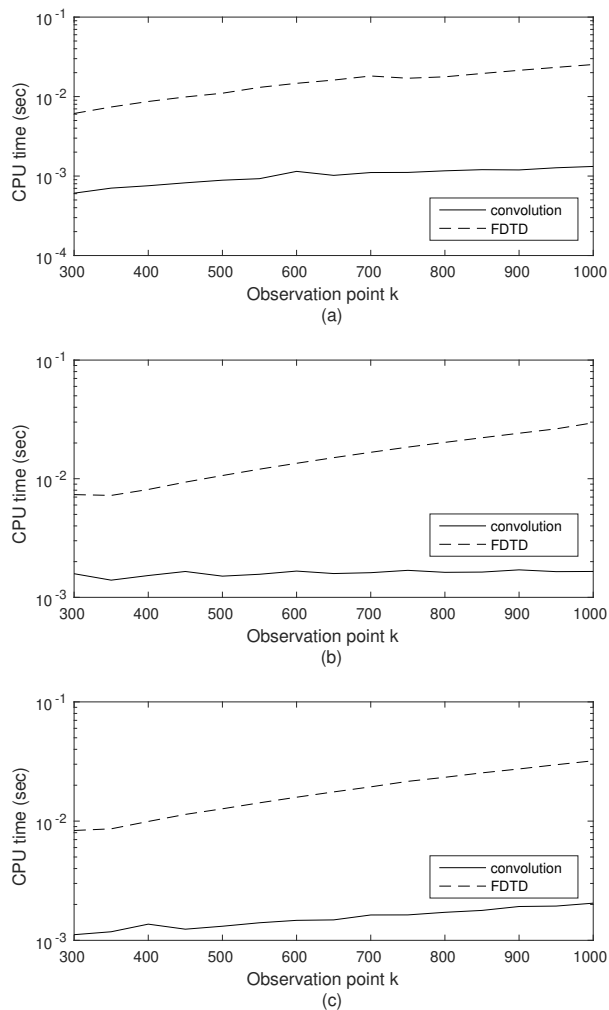 10^-1
10^-2
10^-3
10^-4
CPU time (sec)
convolution
FDTD
300 400 500 600 700 800 900 1000
Observation point k
(a)
10^-1
10^-2
10^-3
CPU time (sec)
convolution
FDTD
300 400 500 600 700 800 900 1000
Observation point k
(b)
10^-1
10^-2
10^-3
CPU time (sec)
convolution
FDTD
300 400 500 600 700 800 900 1000
Observation point k
(c)